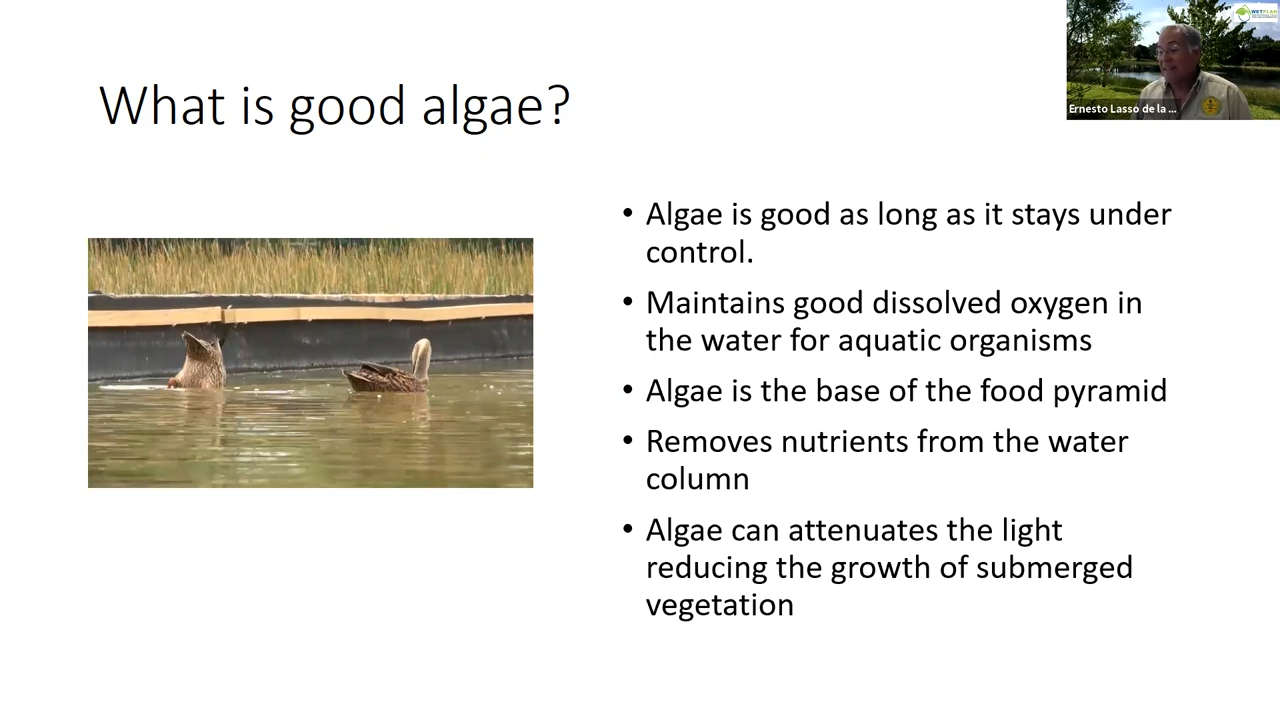 What is good algae?
WETPLAN
Ernesto Lasso de la ...
• Algae is good as long as it stays under
control.
• Maintains good dissolved oxygen in
the water for aquatic organisms
• Algae is the base of the food pyramid
• Removes nutrients from the water
column
• Algae can attenuates the light
reducing the growth of submerged
vegetation